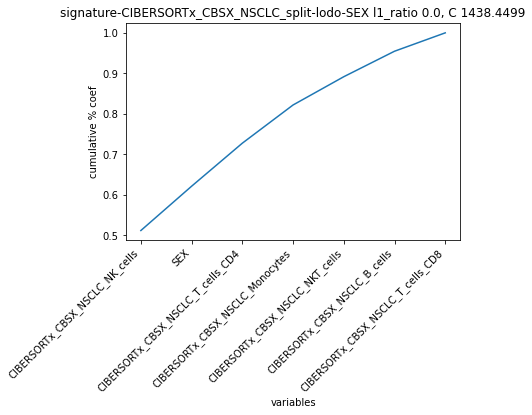 signature-CIBERSORTx_CBSX_NSCLC_split-lodo-SEX l1_ratio 0.0, C 1438.4499
cumulative % coef
1.0
0.9
0.8
0.7
0.6
0.5
CIBERSORTx_CBSX_NSCLC_NK_cells
SEX
CIBERSORTx_CBSX_NSCLC_T_cells_CD4
CIBERSORTx_CBSX_NSCLC_Monocytes
CIBERSORTx_CBSX_NSCLC_NKT_cells
CIBERSORTx_CBSX_NSCLC_B_cells
CIBERSORTx_CBSX_NSCLC_T_cells_CD8
variables